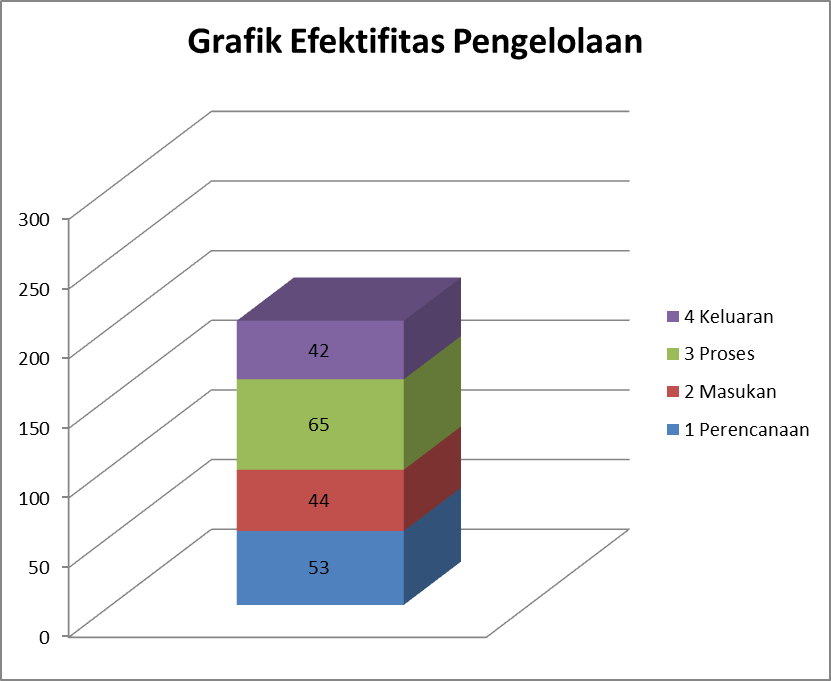 Grafik Efektifitas Pengelolaan
300
250
200
150
100
50
0
42
65
44
53
4 Keluaran
3 Proses
2 Masukan
1 Perencanaan